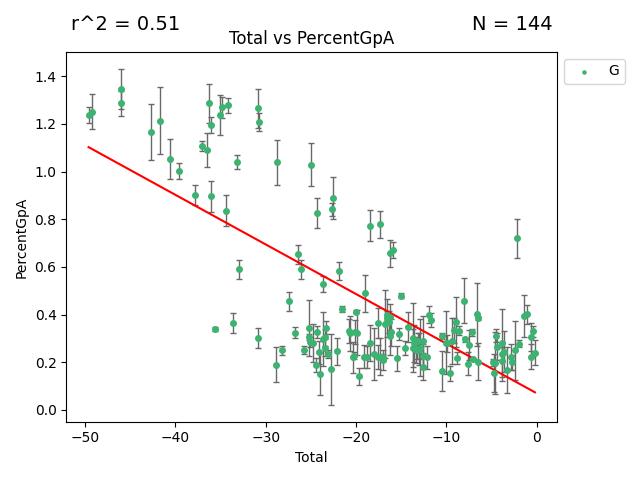 r^2 = 0.51
N = 144
Total vs PercentGpA
G
PercentGpA
1.4
1.2
1.0
0.8
0.6
0.4
0.2
0.0
−50
−40
−30
−20
−10
0
Total